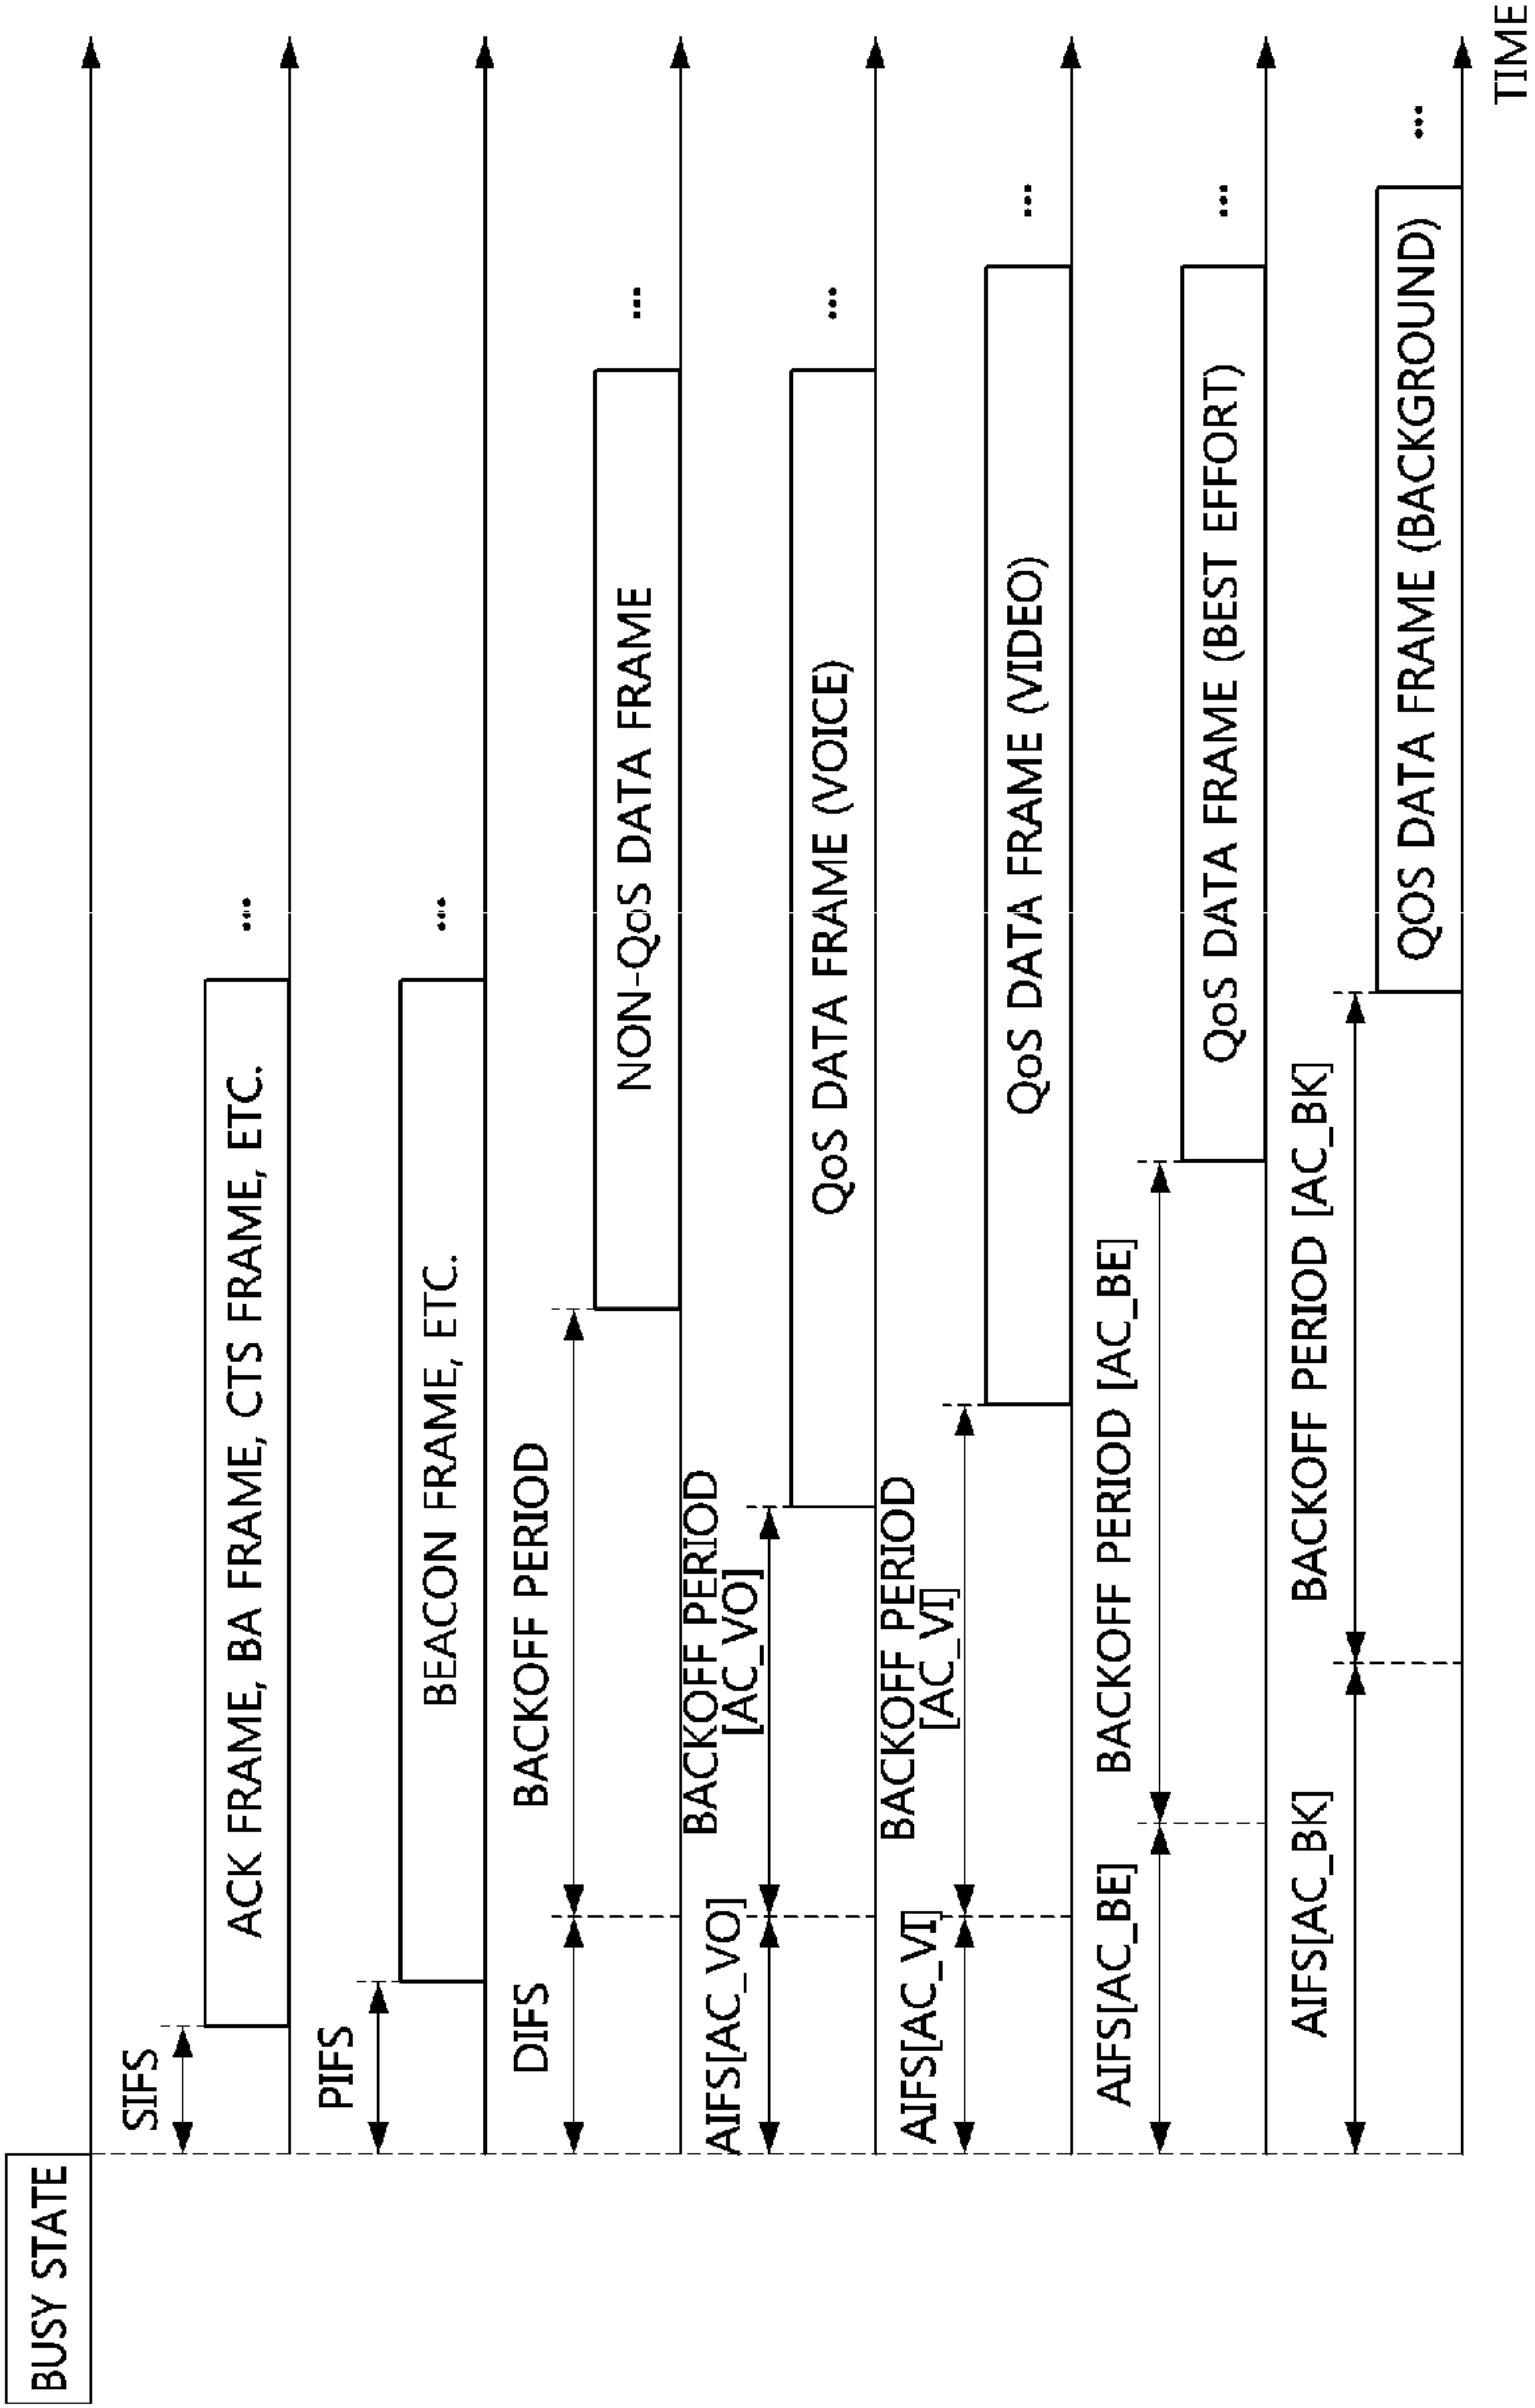 BUSY STATE
SIFS
ACK FRAME, BA FRAME, CTS FRAME, ETC.
...
PIFS
BEACON FRAME, ETC.
...
DIFS
BACKOFF PERIOD
NON-QoS DATA FRAME
...
AIFS[AC_VO]
BACKOFF PERIOD
[AC_VO]
QoS DATA FRAME (VOICE)
...
AIFS[AC_VI]
BACKOFF PERIOD
[AC_VI]
QoS DATA FRAME (VIDEO)
...
AIFS[AC_BE]
BACKOFF PERIOD [AC_BE]
QoS DATA FRAME (BEST EFFORT)
...
AIFS[AC_BK]
BACKOFF PERIOD [AC_BK]
QOS DATA FRAME (BACKGROUND)
...
TIME